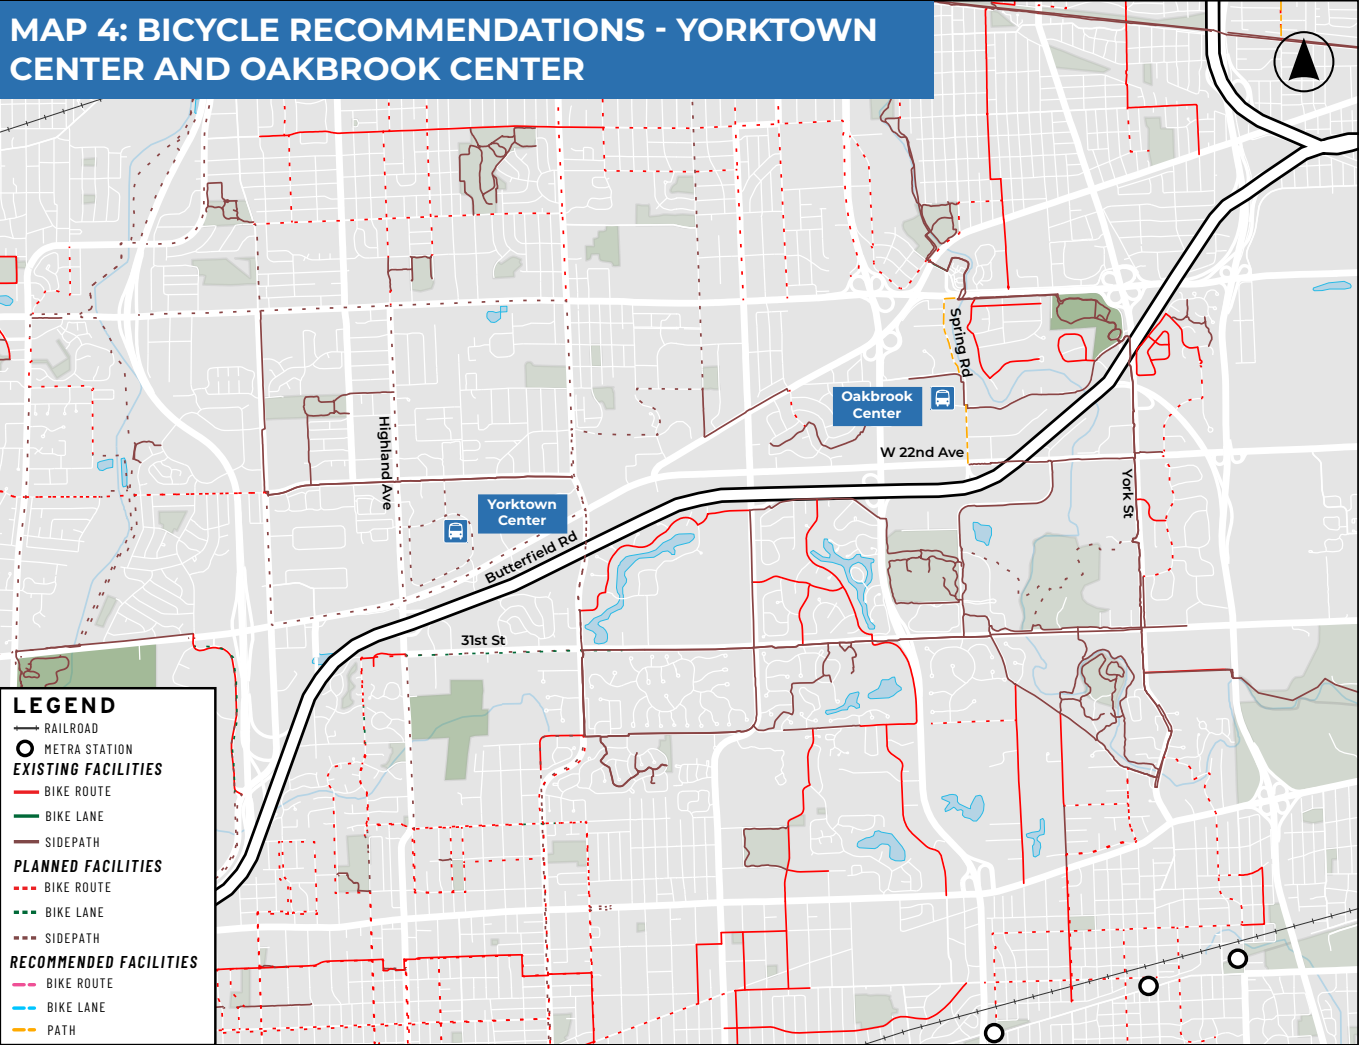 MAP 4: BICYCLE RECOMMENDATIONS - YORKTOWN
CENTER AND OAKBROOK CENTER
Spring Rd
Oakbrook
Center
W 22nd Ave
Highland Ave
York St
Yorktown
Center
Butterfield Rd
31st St
LEGEND
RAILROAD
METRA STATION
EXISTING FACILITIES
BIKE ROUTE
BIKE LANE
SIDEPATH
PLANNED FACILITIES
BIKE ROUTE
BIKE LANE
SIDEPATH
RECOMMENDED FACILITIES
BIKE ROUTE
BIKE LANE
PATH